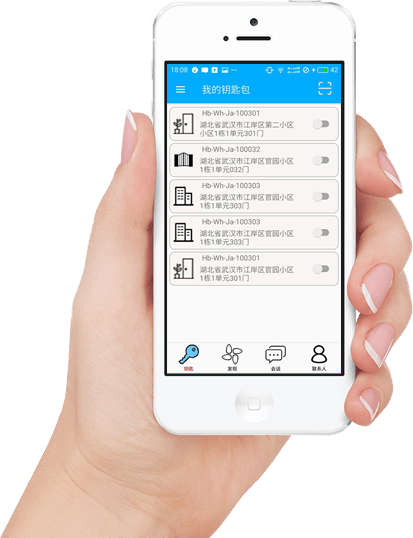 18:08 42
我的钥匙包
Hb-Wh-Ja-100301
湖北省武汉市江岸区第二小区
小区1栋1单元301门
Hb-Wh-Ja-100032
湖北省武汉市江岸区官园小区
1栋1单元032门
Hb-Wh-Ja-100303
湖北省武汉市江岸区官园小区
1栋1单元303门
Hb-Wh-Ja-100303
湖北省武汉市江岸区官园小区
1栋1单元303门
Hb-Wh-Ja-100301
湖北省武汉市江岸区官园小区
1栋1单元301门
钥匙 发现 会话 联系人